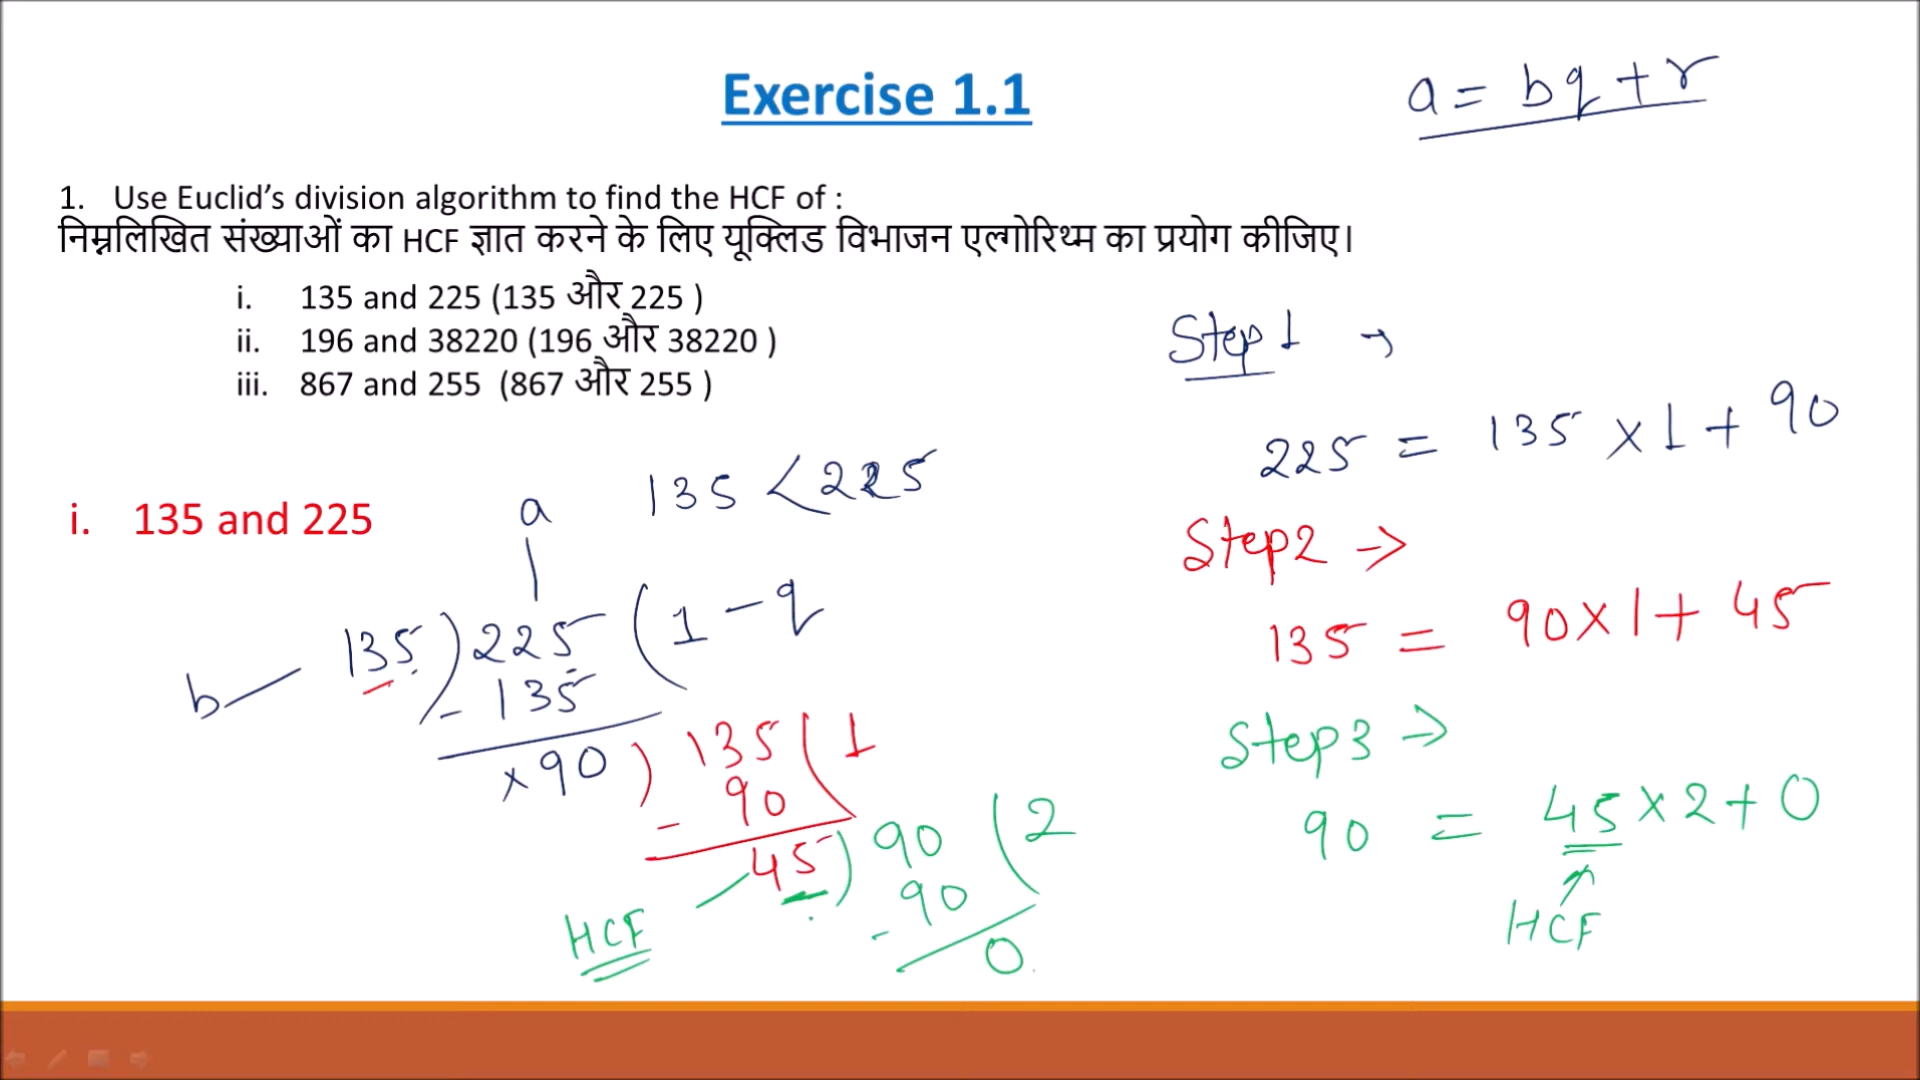 Exercise 1.1
a = bq + r
1. Use Euclid’s division algorithm to find the HCF of :
निम्नलिखित संख्याओं का HCF ज्ञात करने के लिए यूक्लिड विभाजन एल्गोरिथ्म का प्रयोग कीजिए।
i. 135 and 225 (135 और 225 )
ii. 196 and 38220 (196 और 38220 )
iii. 867 and 255 (867 और 255 )
i. 135 and 225
135 < 225
a
b — 135 ) 225 ( 1 - q
- 135
× 90 ) 135 ( 1
- 90
45 ) 90 ( 2
- 90
0
HCF
Step 1 →
225 = 135 × 1 + 90
Step2 →
135 = 90 × 1 + 45
Step3 →
90 = 45 × 2 + 0
HCF